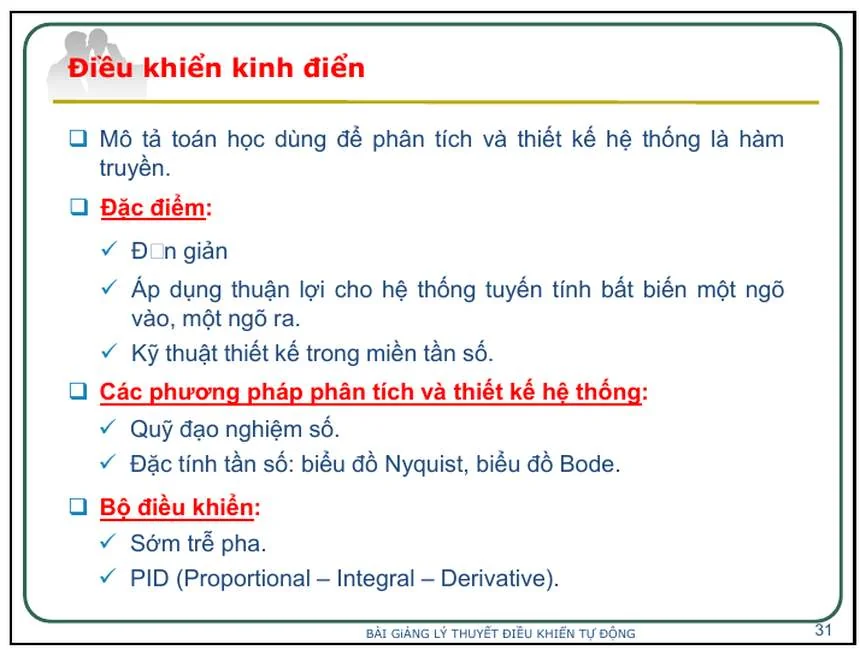 Điều khiển kinh điển
❑ Mô tả toán học dùng để phân tích và thiết kế hệ thống là hàm
truyền.
❑ Đặc điểm:
✓ Đ□n giản
✓ Áp dụng thuận lợi cho hệ thống tuyến tính bất biến một ngõ
vào, một ngõ ra.
✓ Kỹ thuật thiết kế trong miền tần số.
❑ Các phương pháp phân tích và thiết kế hệ thống:
✓ Quỹ đạo nghiệm số.
✓ Đặc tính tần số: biểu đồ Nyquist, biểu đồ Bode.
❑ Bộ điều khiển:
✓ Sớm trễ pha.
✓ PID (Proportional – Integral – Derivative).
BÀI GiẢNG LÝ THUYẾT ĐIỀU KHIỂN TỰ ĐỘNG
31